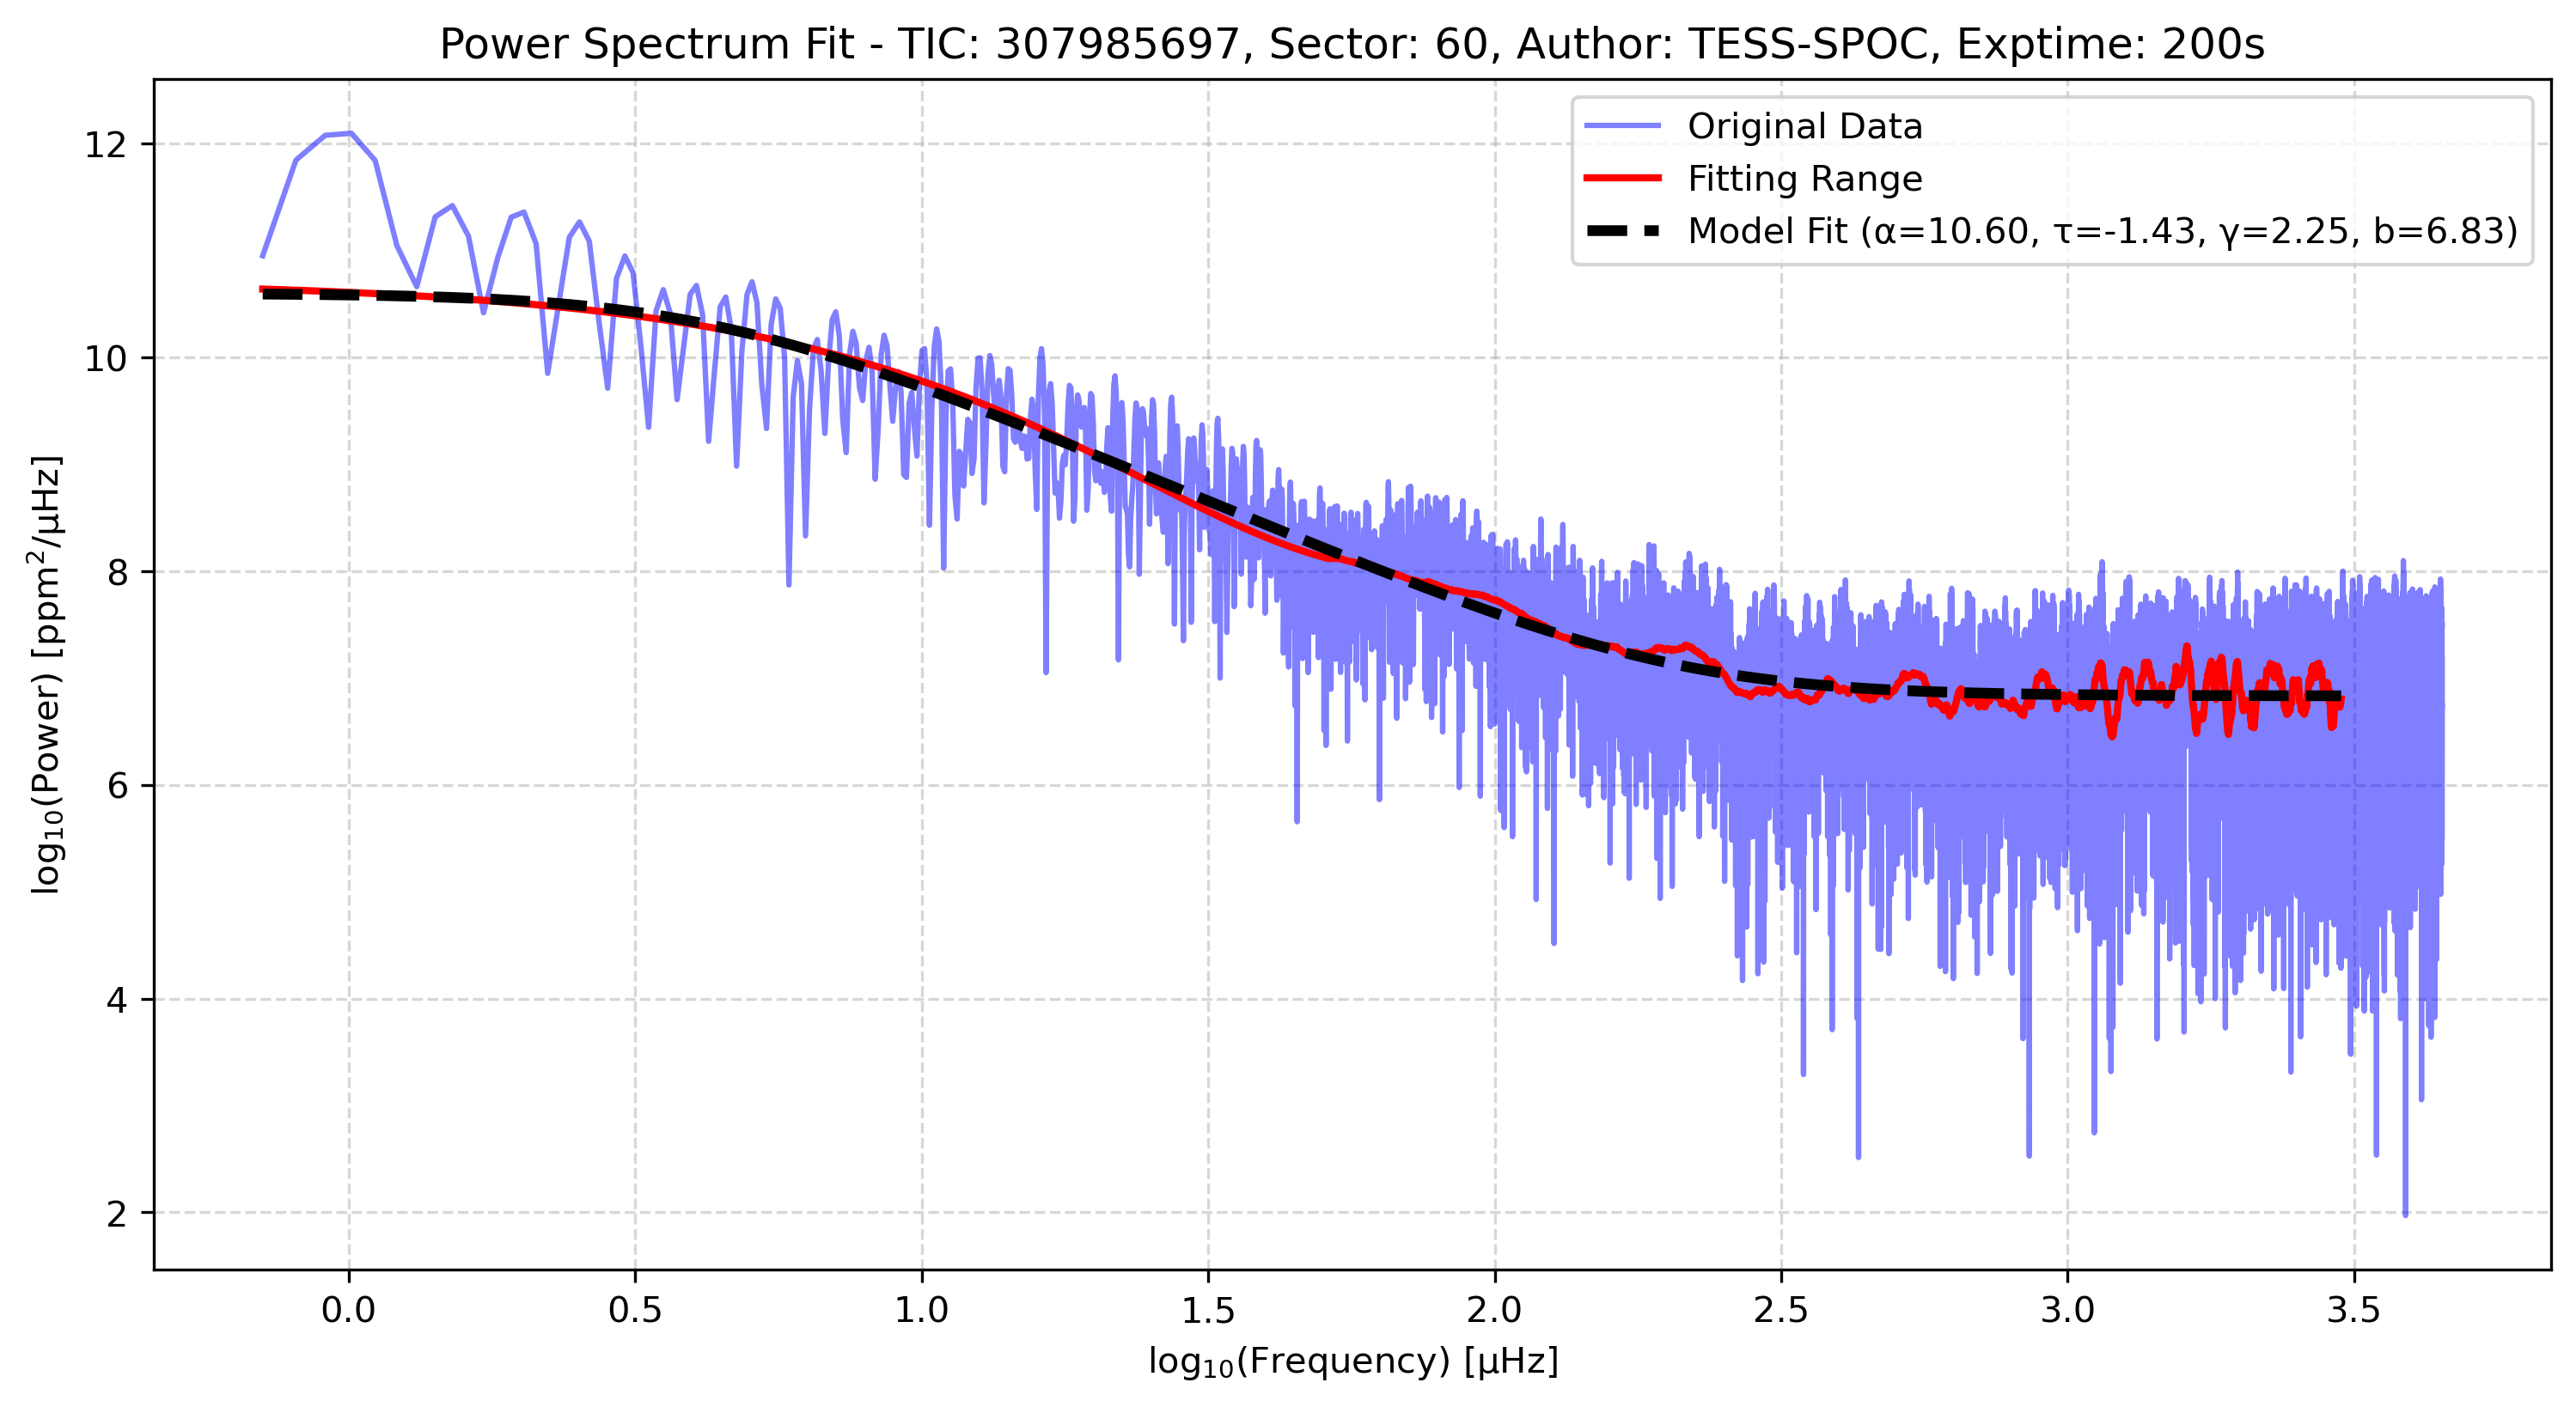 Power Spectrum Fit - TIC: 307985697, Sector: 60, Author: TESS-SPOC, Exptime: 200s
Original Data
Fitting Range
Model Fit (α=10.60, τ=-1.43, γ=2.25, b=6.83)
log₁₀(Power) [ppm²/μHz]
12
10
8
6
4
2
0.0 0.5 1.0 1.5 2.0 2.5 3.0 3.5
log₁₀(Frequency) [μHz]